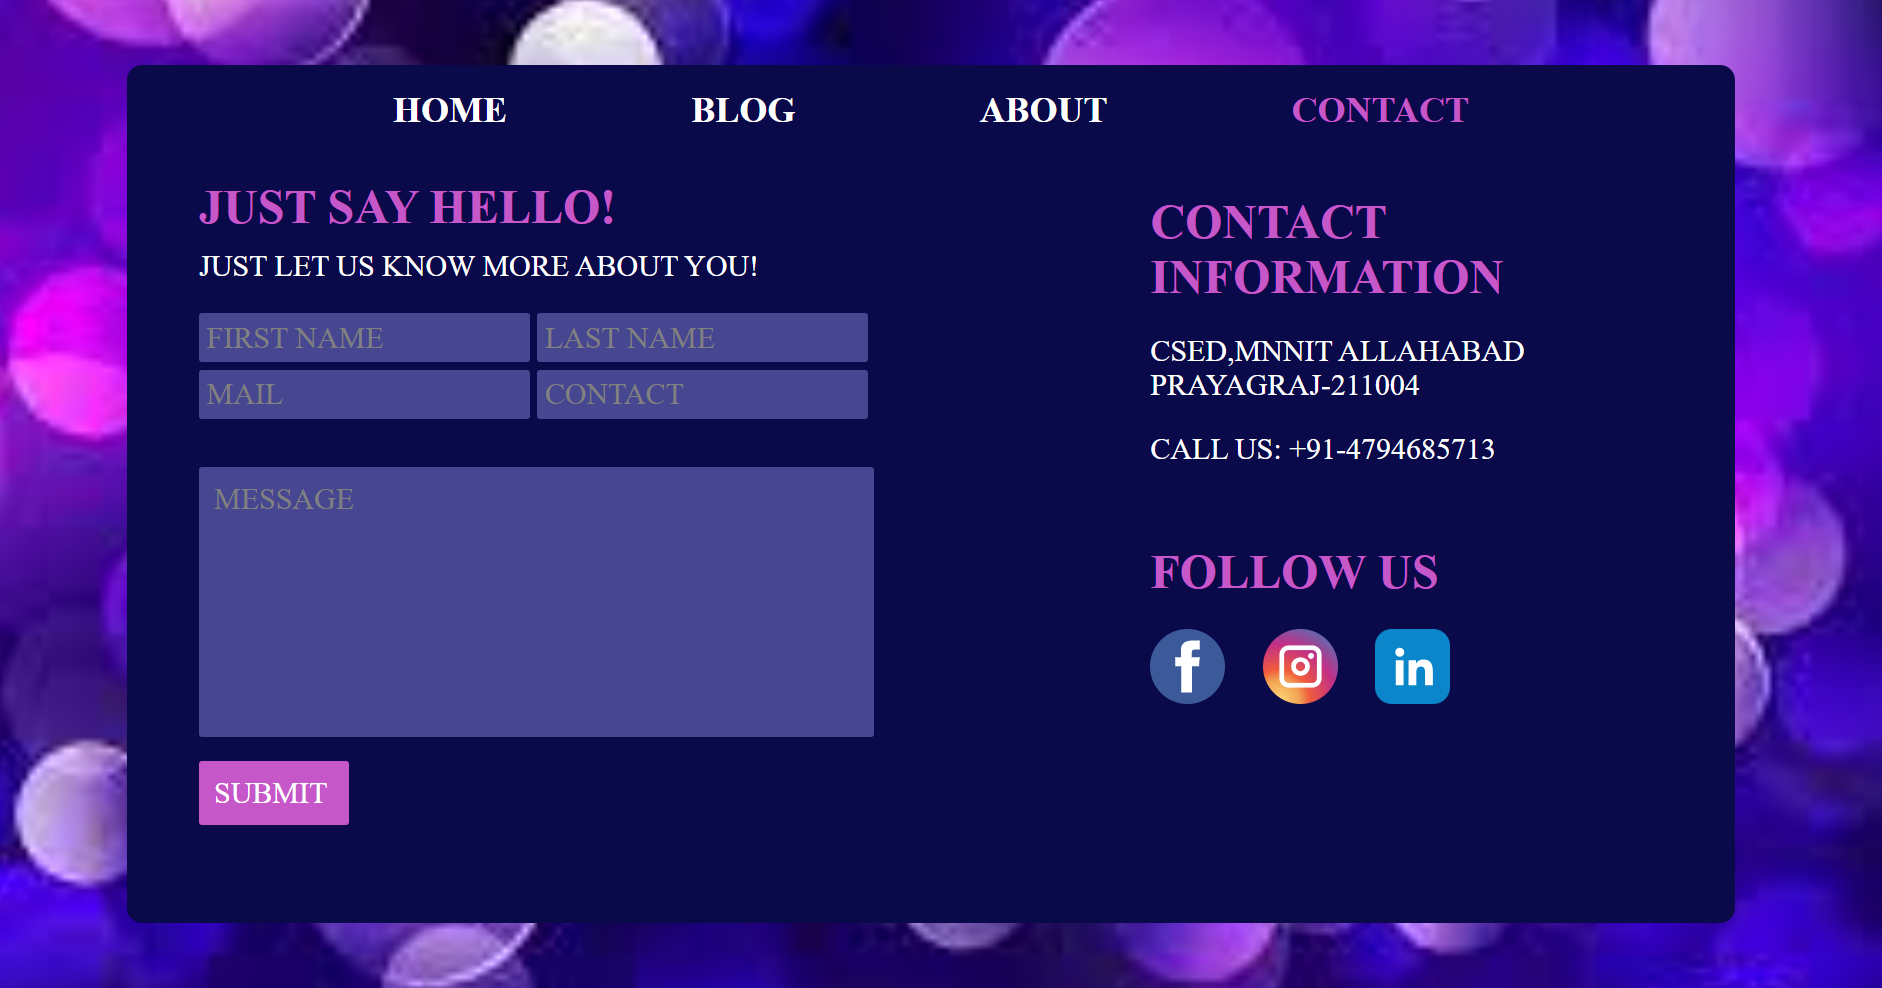 HOME BLOG ABOUT CONTACT
JUST SAY HELLO!
JUST LET US KNOW MORE ABOUT YOU!
FIRST NAME LAST NAME
MAIL CONTACT
MESSAGE
SUBMIT
CONTACT
INFORMATION
CSED,MNNIT ALLAHABAD
PRAYAGRAJ-211004
CALL US: +91-4794685713
FOLLOW US
f
in